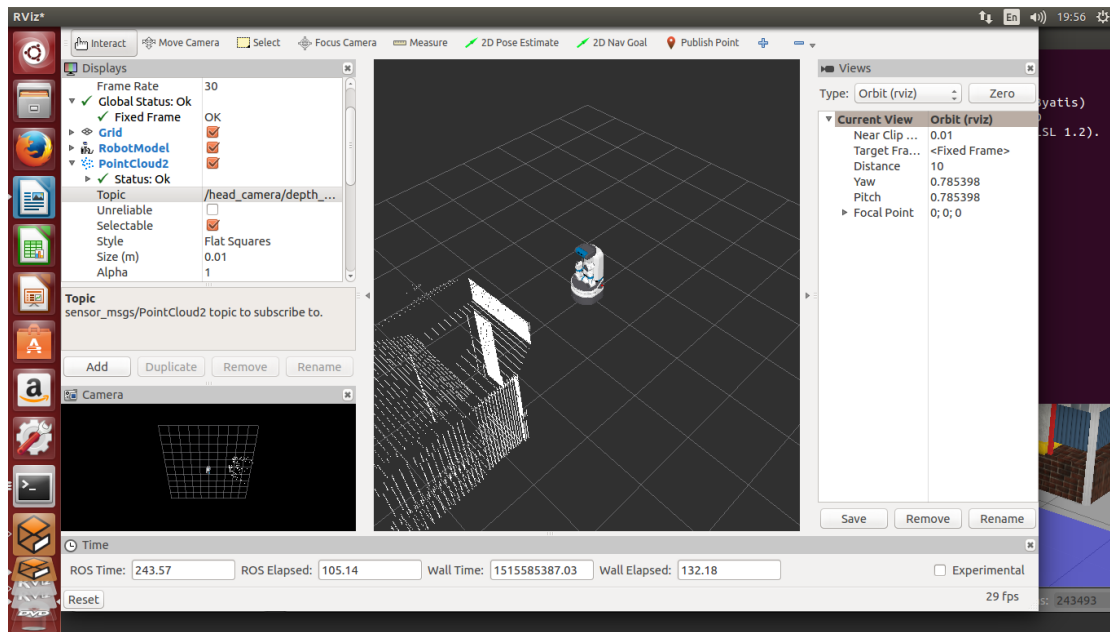 RViz*
En
19:56
Interact
Move Camera
Select
Focus Camera
Measure
2D Pose Estimate
2D Nav Goal
Publish Point
Displays
Frame Rate 30
Global Status: Ok
Fixed Frame OK
Grid
RobotModel
PointCloud2
Status: Ok
Topic /head_camera/depth_...
Unreliable
Selectable
Style Flat Squares
Size (m) 0.01
Alpha 1
Topic
sensor_msgs/PointCloud2 topic to subscribe to.
Add Duplicate Remove Rename
Camera
Views
Type: Orbit (rviz) Zero
Current View Orbit (rviz)
Near Clip ... 0.01
Target Fra... <Fixed Frame>
Distance 10
Yaw 0.785398
Pitch 0.785398
Focal Point 0; 0; 0
Save Remove Rename
yatis)
SL 1.2).
a
Time
ROS Time: 243.57 ROS Elapsed: 105.14 Wall Time: 1515585387.03 Wall Elapsed: 132.18 Experimental
Reset 29 fps
s: 243493
DVD